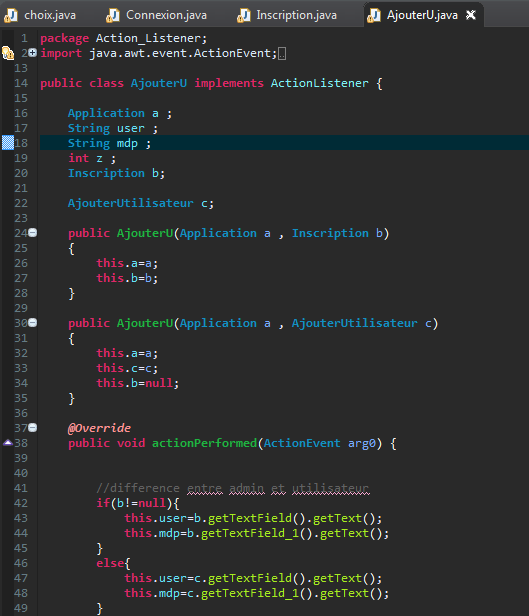 choix.java Connexion.java Inscription.java AjouterU.java
1 package Action_Listener;
2 import java.awt.event.ActionEvent;
13
14 public class AjouterU implements ActionListener {
15
16 Application a ;
17 String user ;
18 String mdp ;
19 int z ;
20 Inscription b;
21
22 AjouterUtilisateur c;
23
24 public AjouterU(Application a , Inscription b)
25 {
26 this.a=a;
27 this.b=b;
28 }
29
30 public AjouterU(Application a , AjouterUtilisateur c)
31 {
32 this.a=a;
33 this.c=c;
34 this.b=null;
35 }
36
37 @Override
38 public void actionPerformed(ActionEvent arg0) {
39
40
41 //difference entre admin et utilisateur
42 if(b!=null){
43 this.user=b.getTextField().getText();
44 this.mdp=b.getTextField_1().getText();
45 }
46 else{
47 this.user=c.getTextField().getText();
48 this.mdp=c.getTextField_1().getText();
49 }